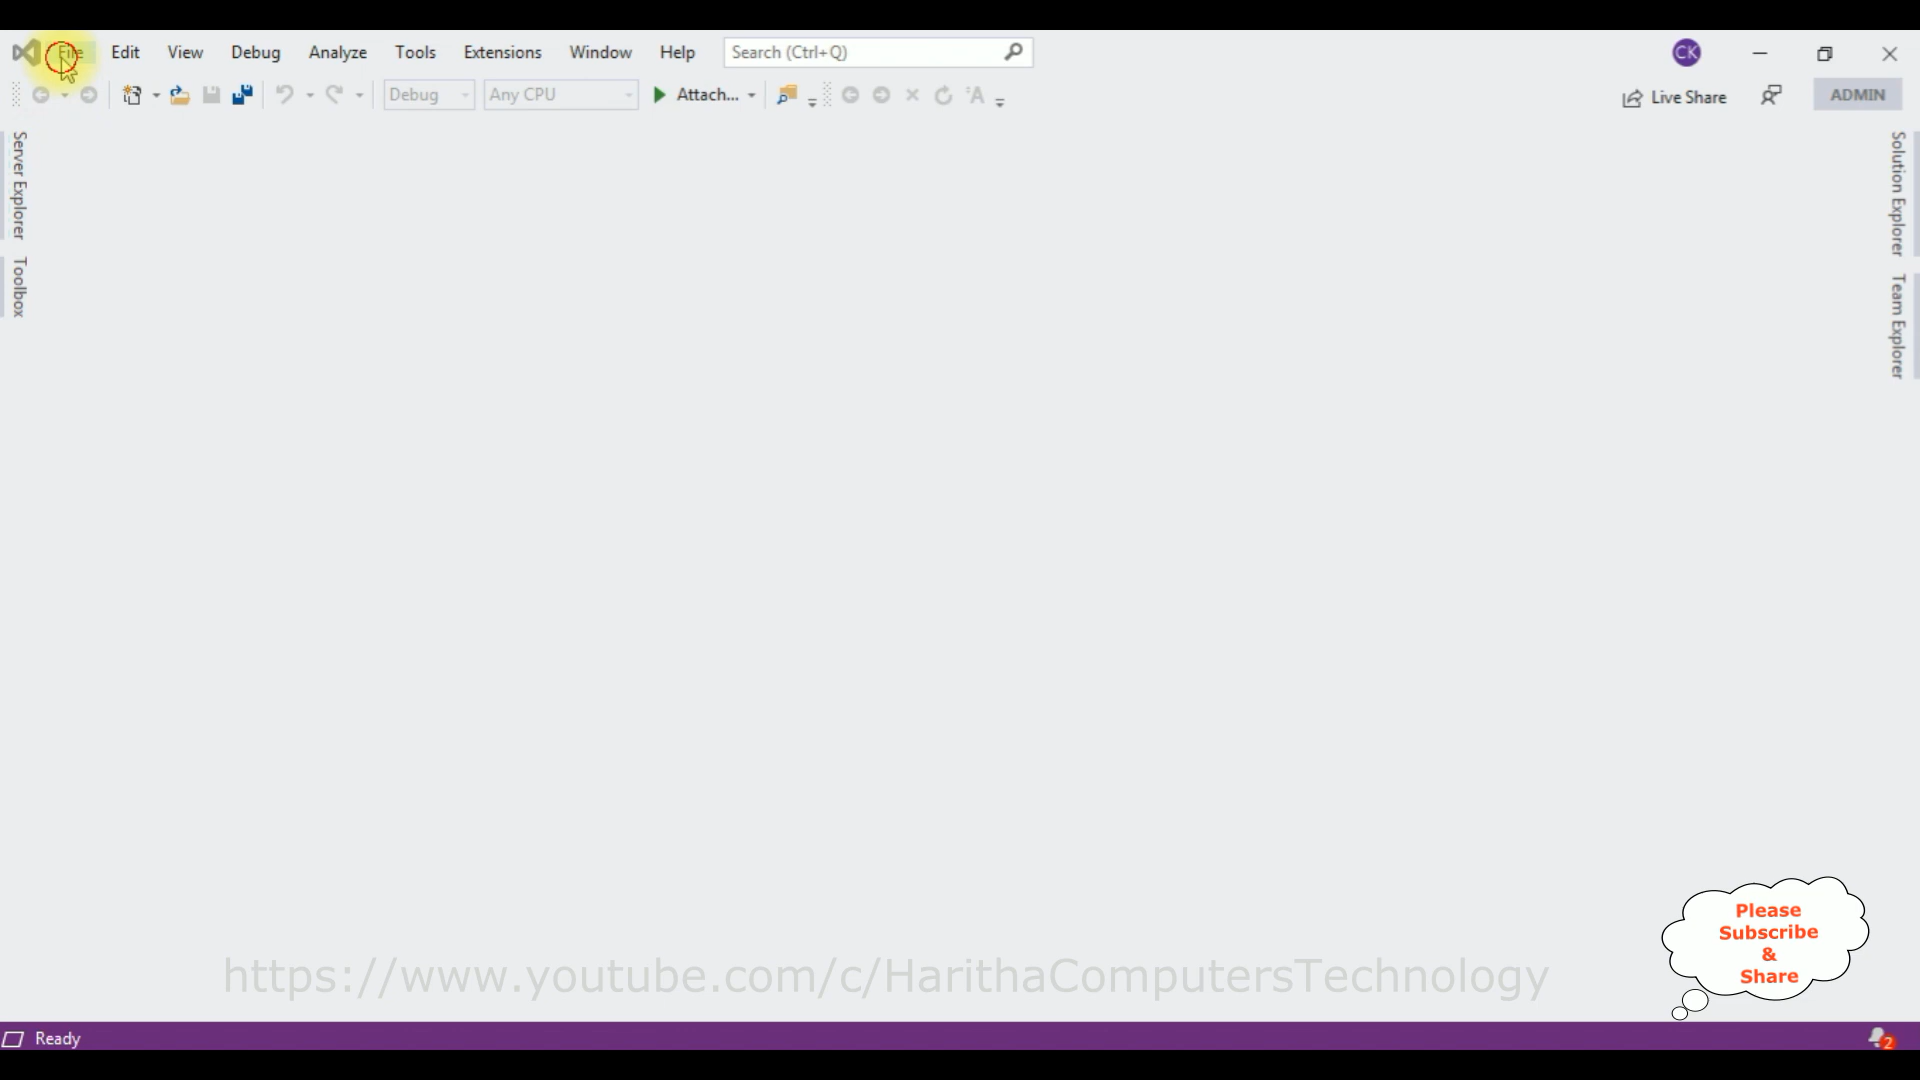 File Edit View Debug Analyze Tools Extensions Window Help Search (Ctrl+Q) CK
Debug Any CPU Attach... Live Share ADMIN
Server Explorer
Toolbox
Solution Explorer
Team Explorer
Please
Subscribe
&
Share
https://www.youtube.com/c/HarithaComputersTechnology
Ready 2